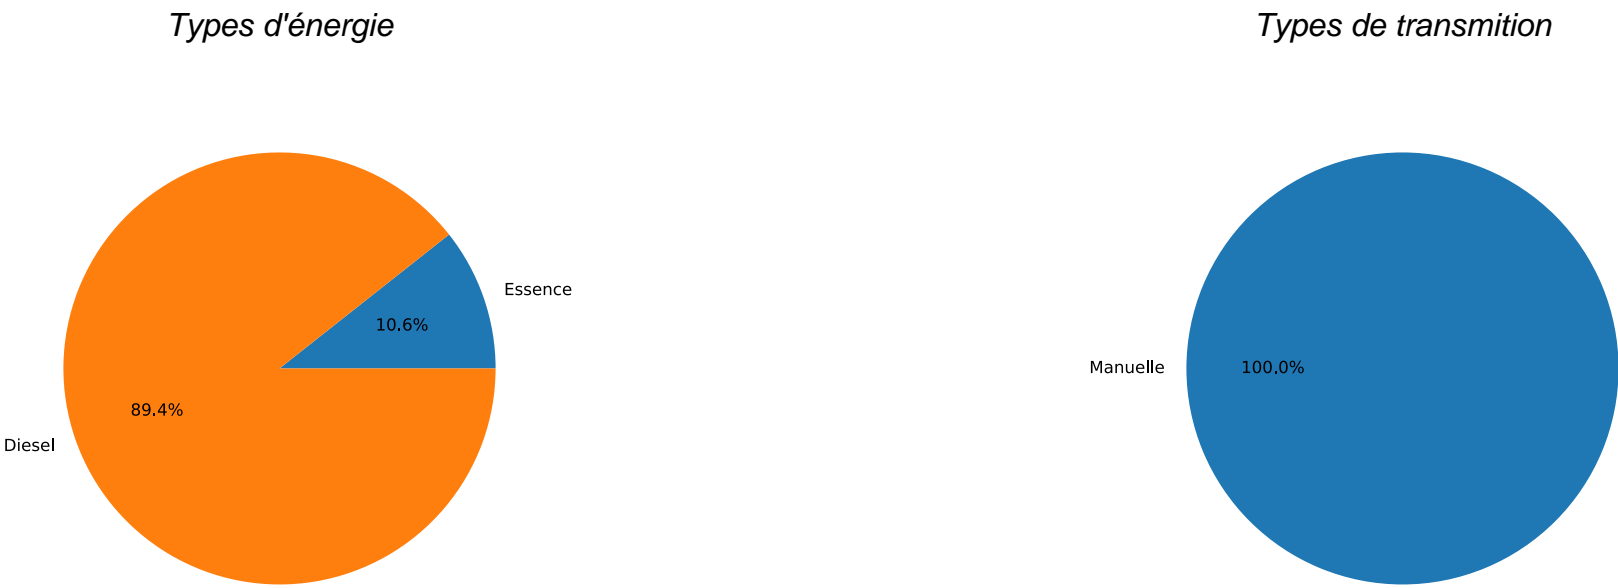 Types d'énergie
Types de transmition
Essence
10.6%
89.4%
Diesel
Manuelle
100.0%